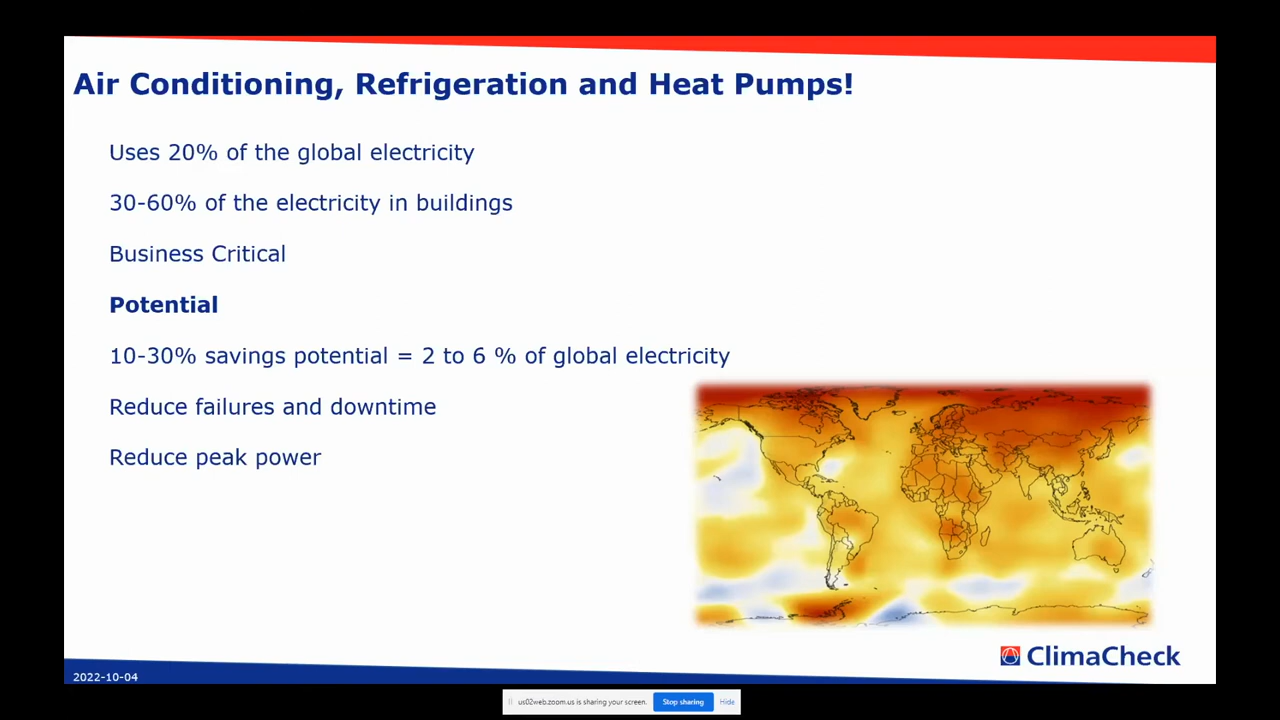 Air Conditioning, Refrigeration and Heat Pumps!
Uses 20% of the global electricity
30-60% of the electricity in buildings
Business Critical
Potential
10-30% savings potential = 2 to 6 % of global electricity
Reduce failures and downtime
Reduce peak power
ClimaCheck
2022-10-04
us02web.zoom.us is sharing your screen. Stop sharing Hide